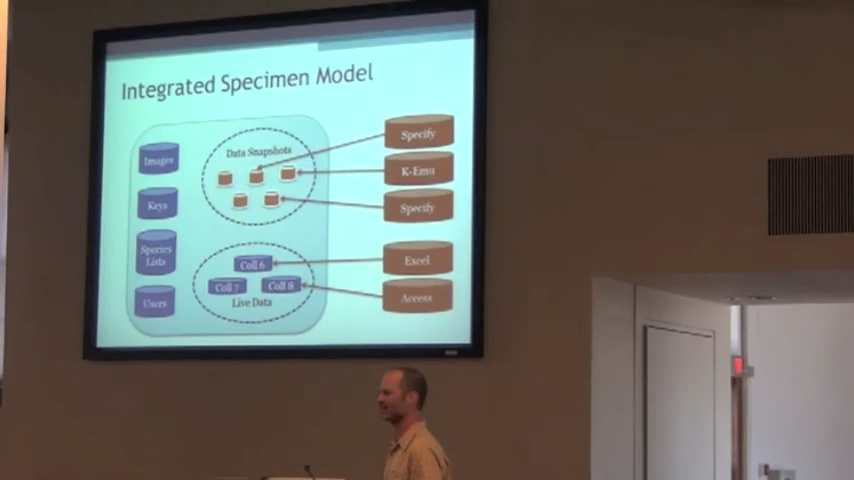 Integrated Specimen Model
Images
Keys
Species
Lists
Users
Data Snapshots
Coll 6
Coll 7
Coll 8
Live Data
Specify
K-Emu
Specify
Excel
Access